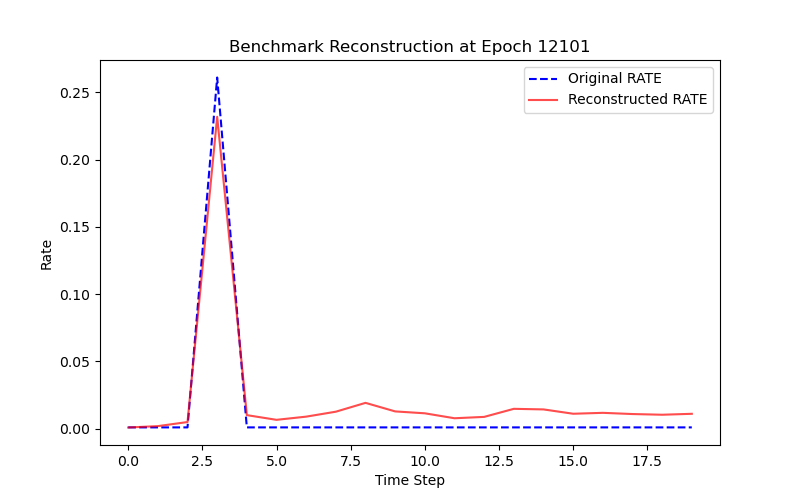 Benchmark Reconstruction at Epoch 12101
Original RATE
Reconstructed RATE
Rate
0.25
0.20
0.15
0.10
0.05
0.00
0.0 2.5 5.0 7.5 10.0 12.5 15.0 17.5
Time Step